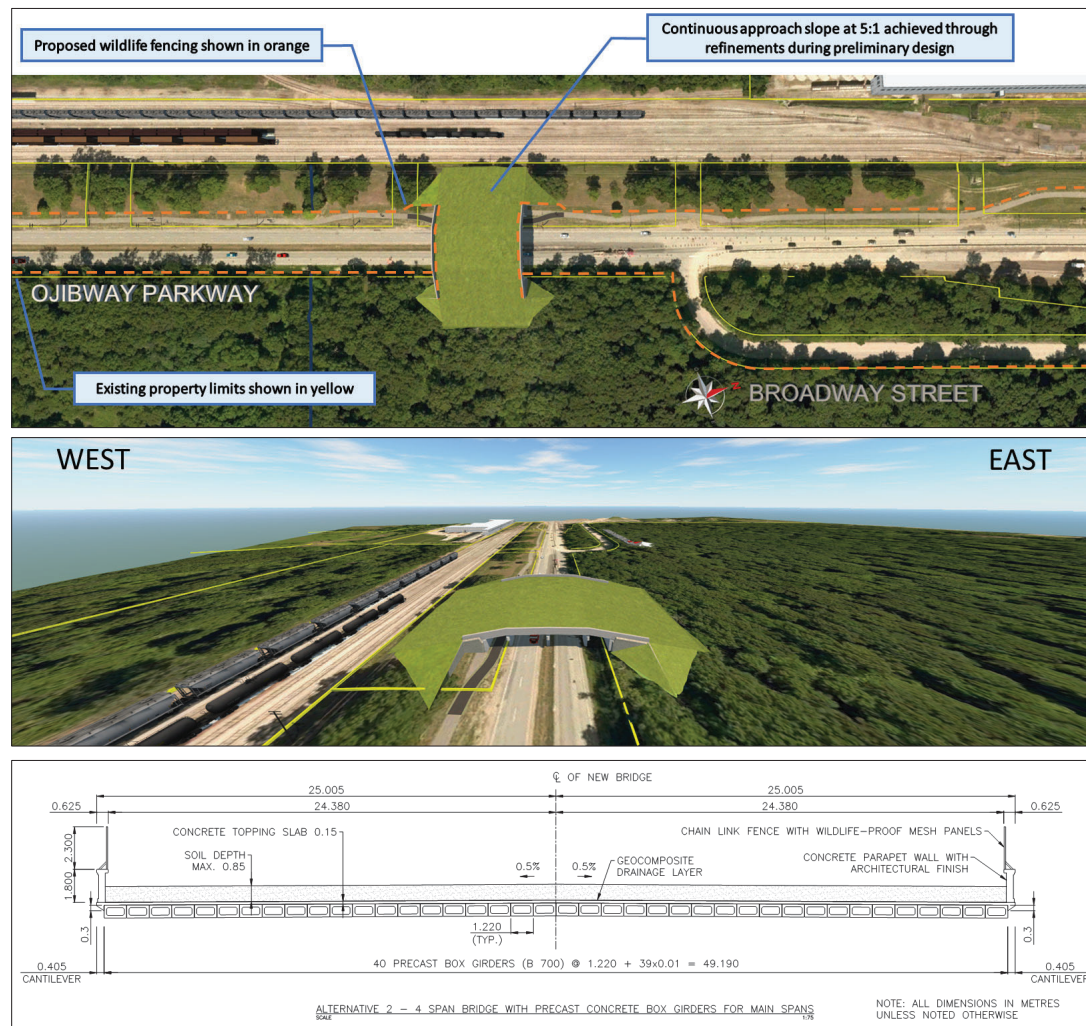 Proposed wildlife fencing shown in orange
Continuous approach slope at 5:1 achieved through
refinements during preliminary design
OJIBWAY PARKWAY
Existing property limits shown in yellow
BROADWAY STREET
WEST
EAST
℄ OF NEW BRIDGE
25.005
25.005
0.625
24.380
24.380
0.625
2.300
1.800
0.3
CONCRETE TOPPING SLAB 0.15
SOIL DEPTH
MAX. 0.85
0.5%
0.5%
GEOCOMPOSITE
DRAINAGE LAYER
CHAIN LINK FENCE WITH WILDLIFE-PROOF MESH PANELS
CONCRETE PARAPET WALL WITH
ARCHITECTURAL FINISH
0.3
1.220
(TYP.)
0.405
CANTILEVER
40 PRECAST BOX GIRDERS (B 700) @ 1.220 + 39x0.01 = 49.190
0.405
CANTILEVER
ALTERNATIVE 2 – 4 SPAN BRIDGE WITH PRECAST CONCRETE BOX GIRDERS FOR MAIN SPANS
SCALE 1:75
NOTE: ALL DIMENSIONS IN METRES
UNLESS NOTED OTHERWISE